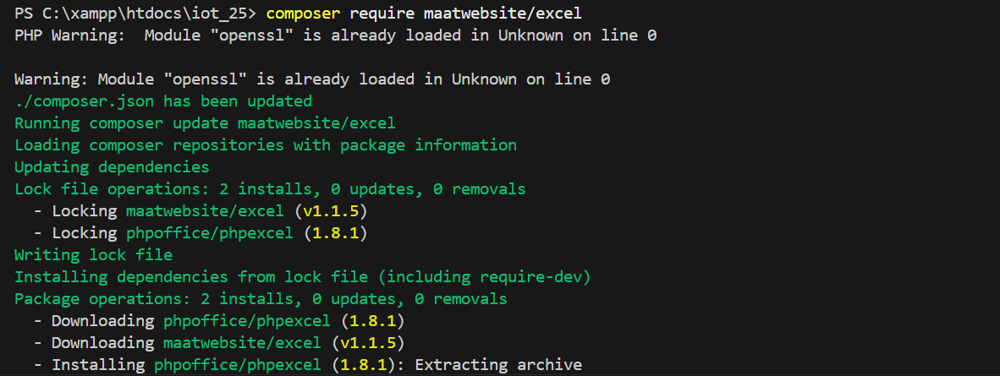 PS C:\xampp\htdocs\iot_25> composer require maatwebsite/excel
PHP Warning:  Module "openssl" is already loaded in Unknown on line 0
Warning: Module "openssl" is already loaded in Unknown on line 0
./composer.json has been updated
Running composer update maatwebsite/excel
Loading composer repositories with package information
Updating dependencies
Lock file operations: 2 installs, 0 updates, 0 removals
  - Locking maatwebsite/excel (v1.1.5)
  - Locking phpoffice/phpexcel (1.8.1)
Writing lock file
Installing dependencies from lock file (including require-dev)
Package operations: 2 installs, 0 updates, 0 removals
  - Downloading phpoffice/phpexcel (1.8.1)
  - Downloading maatwebsite/excel (v1.1.5)
  - Installing phpoffice/phpexcel (1.8.1): Extracting archive